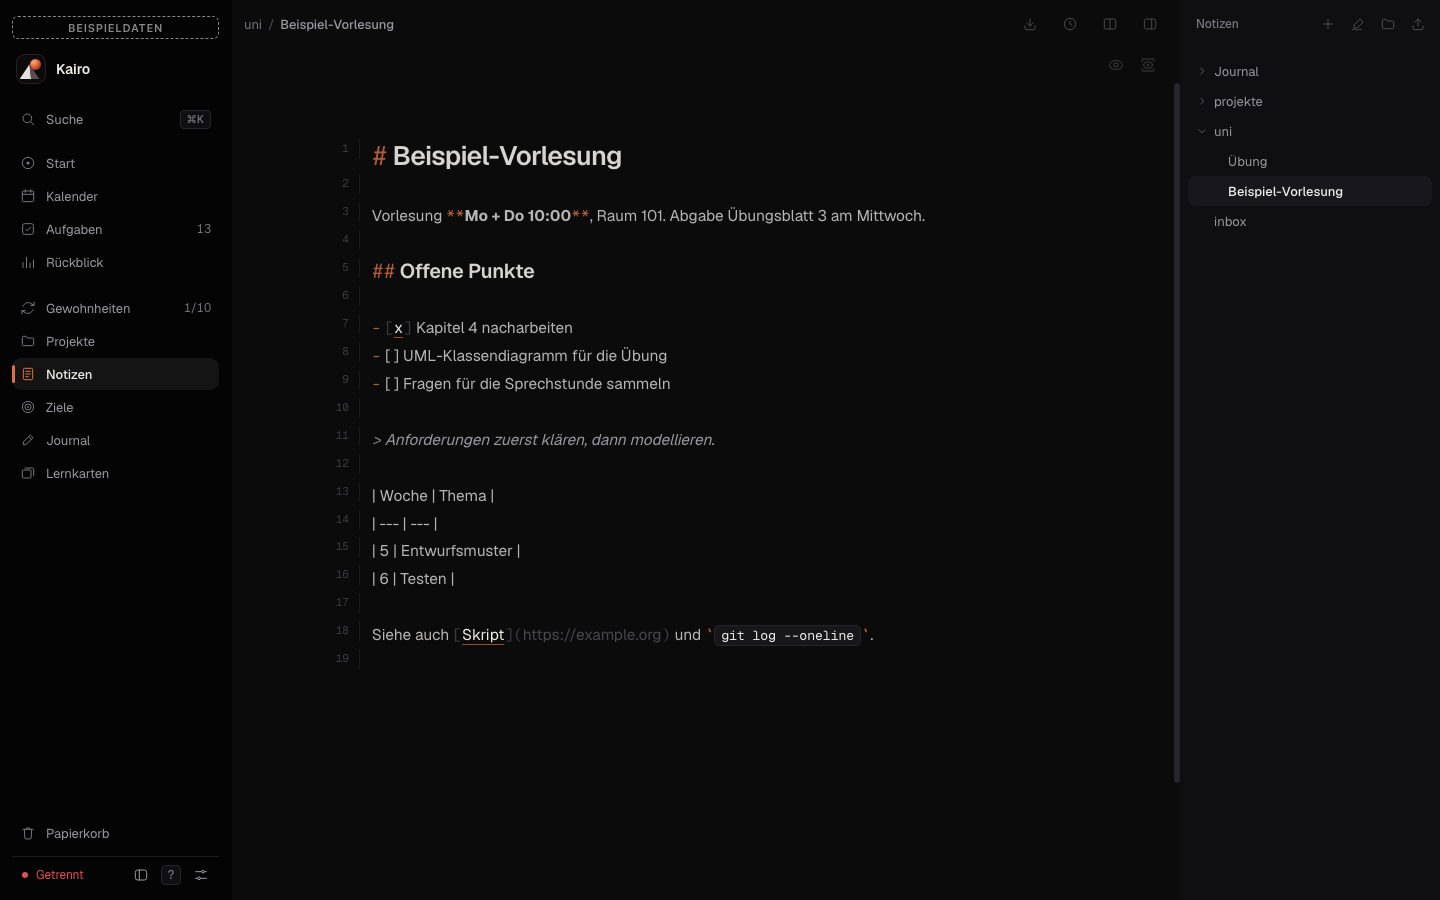 BEISPIELDATEN
Kairo
Suche ⌘K
Start
Kalender
Aufgaben 13
Rückblick
Gewohnheiten 1/10
Projekte
Notizen
Ziele
Journal
Lernkarten
Papierkorb
Getrennt ?
uni / Beispiel-Vorlesung
1 # Beispiel-Vorlesung
2
3 Vorlesung **Mo + Do 10:00**, Raum 101. Abgabe Übungsblatt 3 am Mittwoch.
4
5 ## Offene Punkte
6
7 - [x] Kapitel 4 nacharbeiten
8 - [ ] UML-Klassendiagramm für die Übung
9 - [ ] Fragen für die Sprechstunde sammeln
10
11 > Anforderungen zuerst klären, dann modellieren.
12
13 | Woche | Thema |
14 | --- | --- |
15 | 5 | Entwurfsmuster |
16 | 6 | Testen |
17
18 Siehe auch [Skript](https://example.org) und `git log --oneline`.
19
Notizen
Journal
projekte
uni
Übung
Beispiel-Vorlesung
inbox